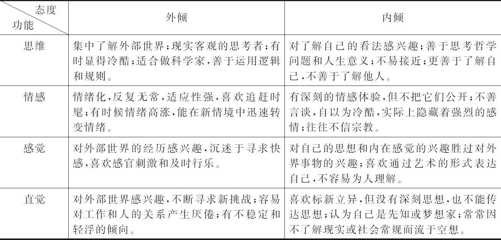 态度
功能
外倾
内倾
思维
集中了解外部世界;现实客观的思考者;有
时显得冷酷;适合做科学家,善于运用逻辑
和规则。
对了解自己的看法感兴趣;善于思考哲学
问题和人生意义;不易接近;更善于了解自
己,不善于了解他人。
情感
情绪化,反复无常,适应性强,喜欢追赶时
髦;有时候情绪高涨,能在新情境中迅速转
变情绪。
有深刻的情感体验,但不把它们公开;不善
言谈,自以为冷酷,实际上隐藏着强烈的感
情;往往不信宗教。
感觉
对外部世界的经历感兴趣,沉迷于寻求快
感,喜欢感官刺激和及时行乐。
对自己的思想和内在感觉的兴趣胜过对外
界事物的兴趣;喜欢通过艺术的形式表达
自己,不容易为人理解。
直觉
对外部世界感兴趣,不断寻求新挑战;容易
对工作和人的关系产生厌倦;有不稳定和
轻浮的倾向。
喜欢标新立异,但没有深刻思想,也不能传
达思想;认为自己是先知或梦想家;常常因
不了解现实或社会常规而流于空想。